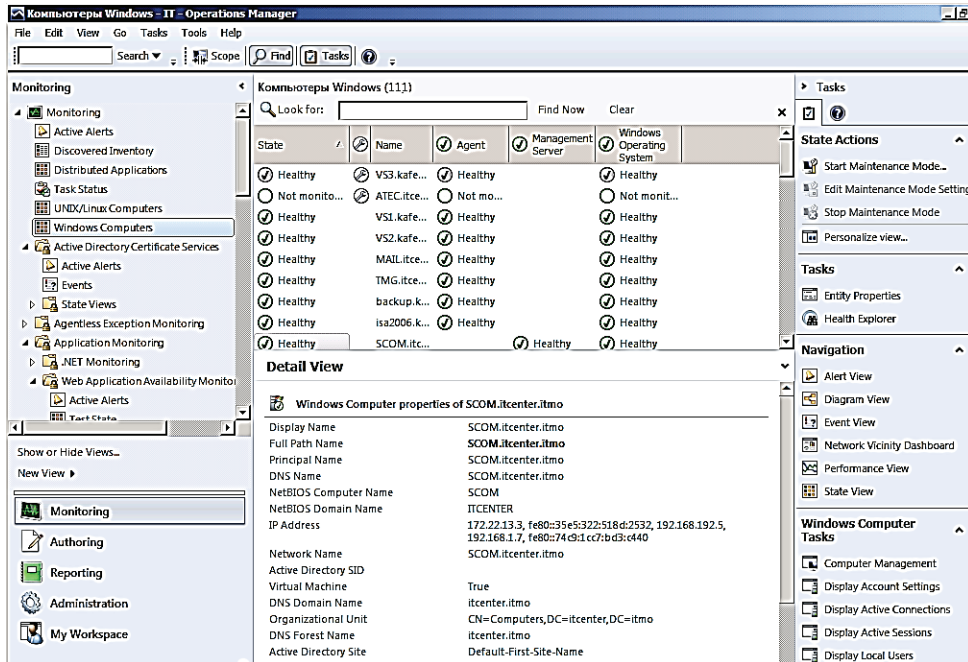 Компьютеры Windows - IT - Operations Manager
File Edit View Go Tasks Tools Help
Search Scope Find Tasks
Monitoring
Monitoring
Active Alerts
Discovered Inventory
Distributed Applications
Task Status
UNIX/Linux Computers
Windows Computers
Active Directory Certificate Services
Active Alerts
Events
State Views
Agentless Exception Monitoring
Application Monitoring
.NET Monitoring
Web Application Availability Monitor
Active Alerts
Test State
Show or Hide Views...
New View
Monitoring
Authoring
Reporting
Administration
My Workspace
Компьютеры Windows (111)
Look for: Find Now Clear
State Name Agent Management Server Windows Operating System
Healthy VS3.kafe... Healthy Healthy
Not monito... ATEC.itce... Not mo... Not monit...
Healthy VS1.kafe... Healthy Healthy
Healthy VS2.kafe... Healthy Healthy
Healthy MAIL.itce... Healthy Healthy
Healthy TMG.itce... Healthy Healthy
Healthy backup.k... Healthy Healthy
Healthy isa2006.k... Healthy Healthy
Healthy SCOM.itc... Healthy Healthy
Detail View
Windows Computer properties of SCOM.itcenter.itmo
Display Name SCOM.itcenter.itmo
Full Path Name SCOM.itcenter.itmo
Principal Name SCOM.itcenter.itmo
DNS Name SCOM.itcenter.itmo
NetBIOS Computer Name SCOM
NetBIOS Domain Name ITCENTER
IP Address 172.22.13.3, fe80::35e5:322:518d:2532, 192.168.192.5,
192.168.1.7, fe80::74c9:1cc7:bd3:c440
Network Name SCOM.itcenter.itmo
Active Directory SID
Virtual Machine True
DNS Domain Name itcenter.itmo
Organizational Unit CN=Computers,DC=itcenter,DC=itmo
DNS Forest Name itcenter.itmo
Active Directory Site Default-First-Site-Name
Tasks
State Actions
Start Maintenance Mode...
Edit Maintenance Mode Setting
Stop Maintenance Mode
Personalize view...
Tasks
Entity Properties
Health Explorer
Navigation
Alert View
Diagram View
Event View
Network Vicinity Dashboard
Performance View
State View
Windows Computer
Tasks
Computer Management
Display Account Settings
Display Active Connections
Display Active Sessions
Display Local Users